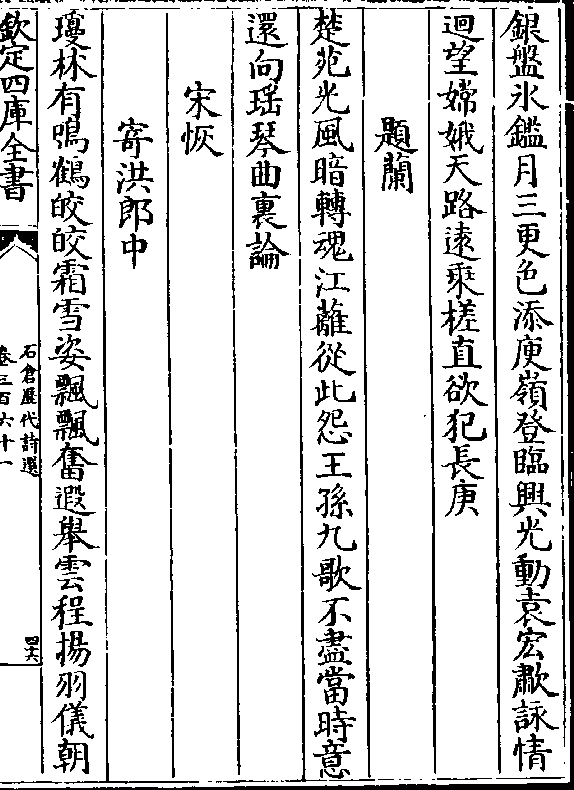 銀盤氷鑑月三更色添庾嶺登臨興光動袁宏歗詠情
迴望嫦娥天路遠乘槎直欲犯長庚
題蘭
楚苑光風暗轉魂江蘺從此怨王孫九歌不盡當時意
還向瑶琴曲裏論
宋恢
寄洪郎中
瓊林有鳴鶴皎皎霜雪姿飄飄奮遐舉雲程揚羽儀朝
欽定四庫全書
石倉歷代詩選
卷三百六十一
四六